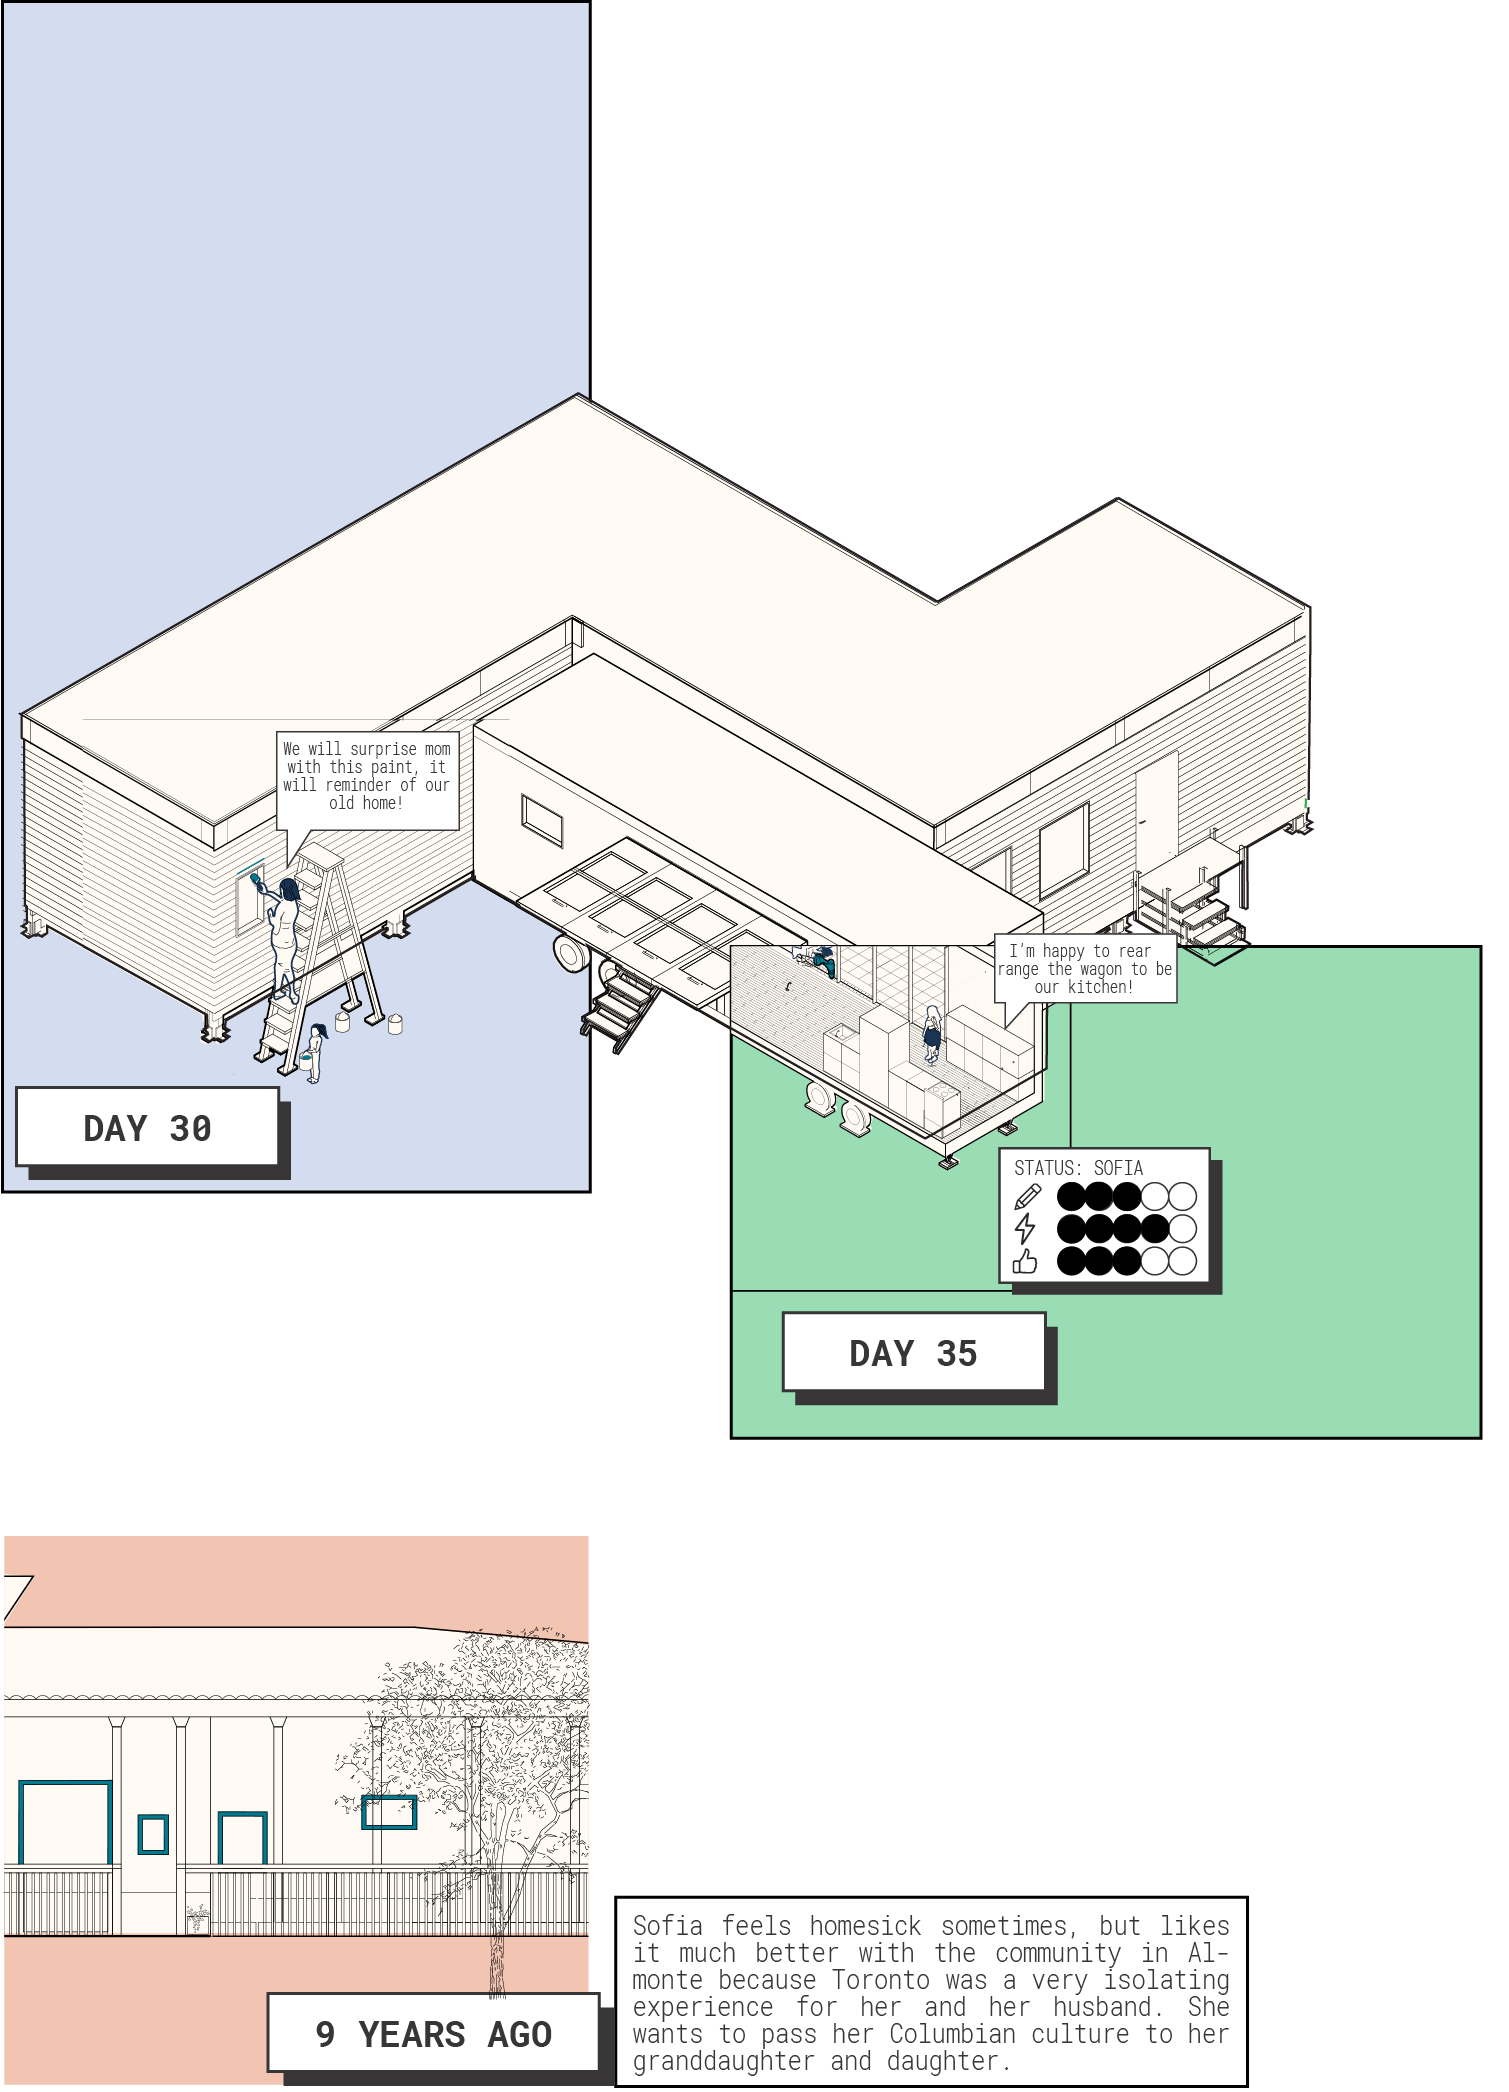 We will surprise mom
with this paint, it
will reminder of our
old home!
DAY 30
I'm happy to rear
range the wagon to be
our kitchen!
STATUS: SOFIA
DAY 35
9 YEARS AGO
Sofia feels homesick sometimes, but likes
it much better with the community in Al-
monte because Toronto was a very isolating
experience for her and her husband. She
wants to pass her Columbian culture to her
granddaughter and daughter.